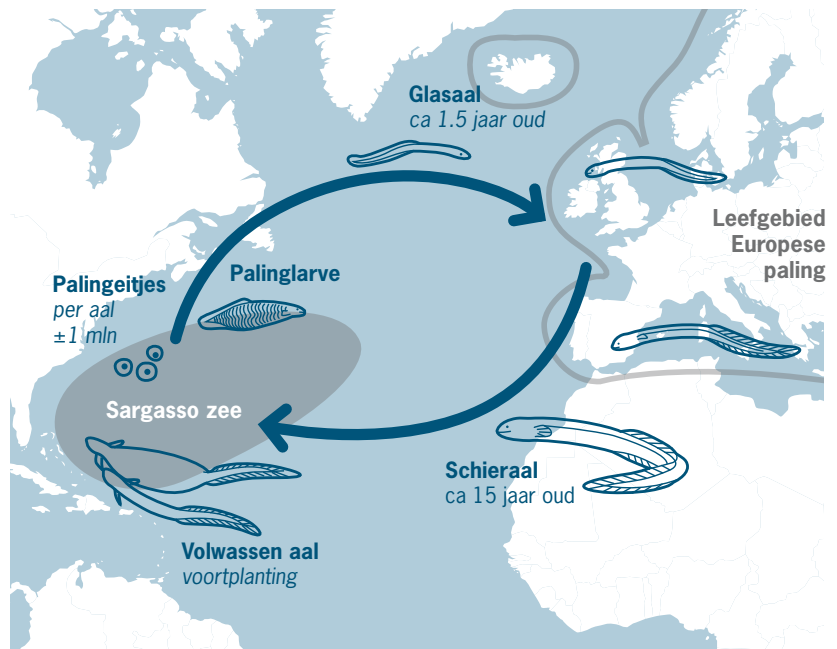 Glasaal
ca 1.5 jaar oud
Leefgebied
Europese
paling
Palingeitjes
per aal
±1 mln
Palinglarve
Sargasso zee
Schieraal
ca 15 jaar oud
Volwassen aal
voortplanting